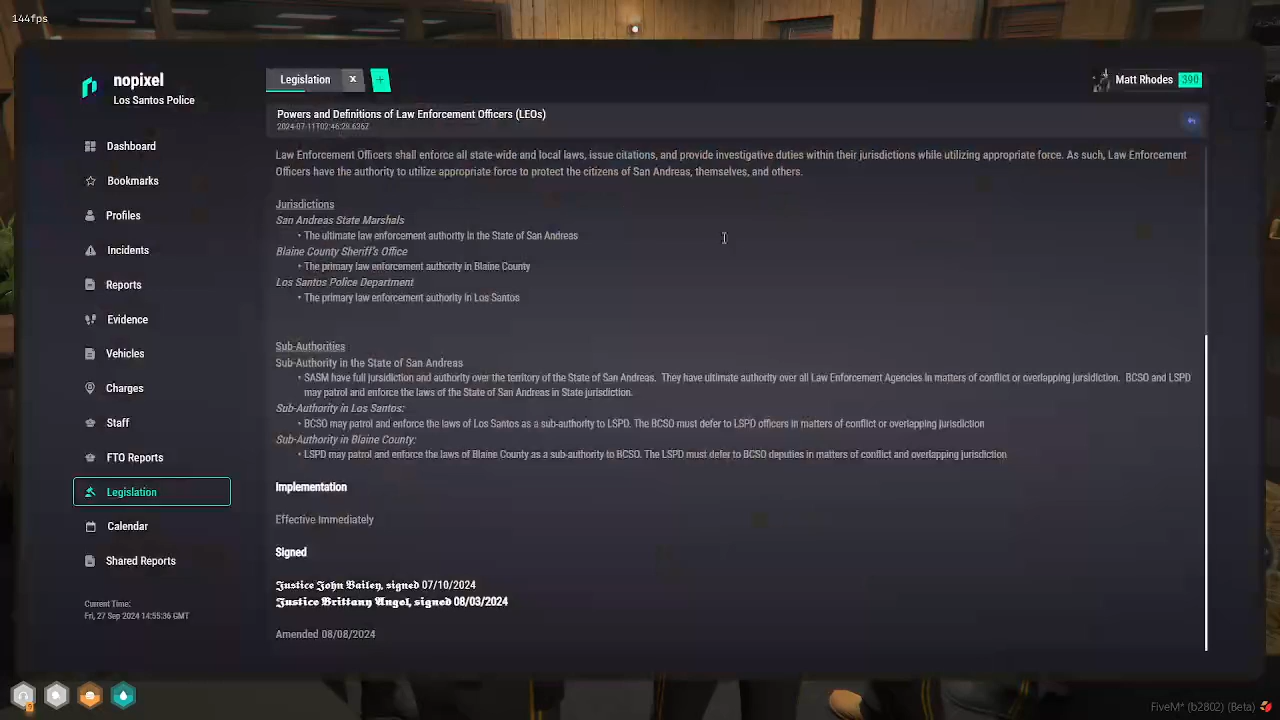 144fps
nopixel
Los Santos Police
Legislation x +
Matt Rhodes 390
Dashboard
Bookmarks
Profiles
Incidents
Reports
Evidence
Vehicles
Charges
Staff
FTO Reports
Legislation
Calendar
Shared Reports
Current Time:
Fri, 27 Sep 2024 14:55:36 GMT
Powers and Definitions of Law Enforcement Officers (LEOs)
2024-07-11T02:46:29.636Z
Law Enforcement Officers shall enforce all state-wide and local laws, issue citations, and provide investigative duties within their jurisdictions while utilizing appropriate force. As such, Law Enforcement
Officers have the authority to utilize appropriate force to protect the citizens of San Andreas, themselves, and others.
Jurisdictions
San Andreas State Marshals
• The ultimate law enforcement authority in the State of San Andreas
Blaine County Sheriff's Office
• The primary law enforcement authority in Blaine County
Los Santos Police Department
• The primary law enforcement authority in Los Santos
Sub-Authorities
Sub-Authority in the State of San Andreas
• SASM have full jursidiction and authority over the territory of the State of San Andreas. They have ultimate authority over all Law Enforcement Agencies in matters of conflict or overlapping jursidiction. BCSO and LSPD
may patrol and enforce the laws of the State of San Andreas in State jurisdiction.
Sub-Authority in Los Santos:
• BCSO may patrol and enforce the laws of Los Santos as a sub-authority to LSPD. The BCSO must defer to LSPD officers in matters of conflict or overlapping jurisdiction
Sub-Authority in Blaine County:
• LSPD may patrol and enforce the laws of Blaine County as a sub-authority to BCSO. The LSPD must defer to BCSO deputies in matters of conflict and overlapping jurisdiction
Implementation
Effective Immediately
Signed
Justice John Bailey, signed 07/10/2024
Justice Brittany Angel, signed 08/03/2024
Amended 08/08/2024
FiveM* (b2802) (Beta)